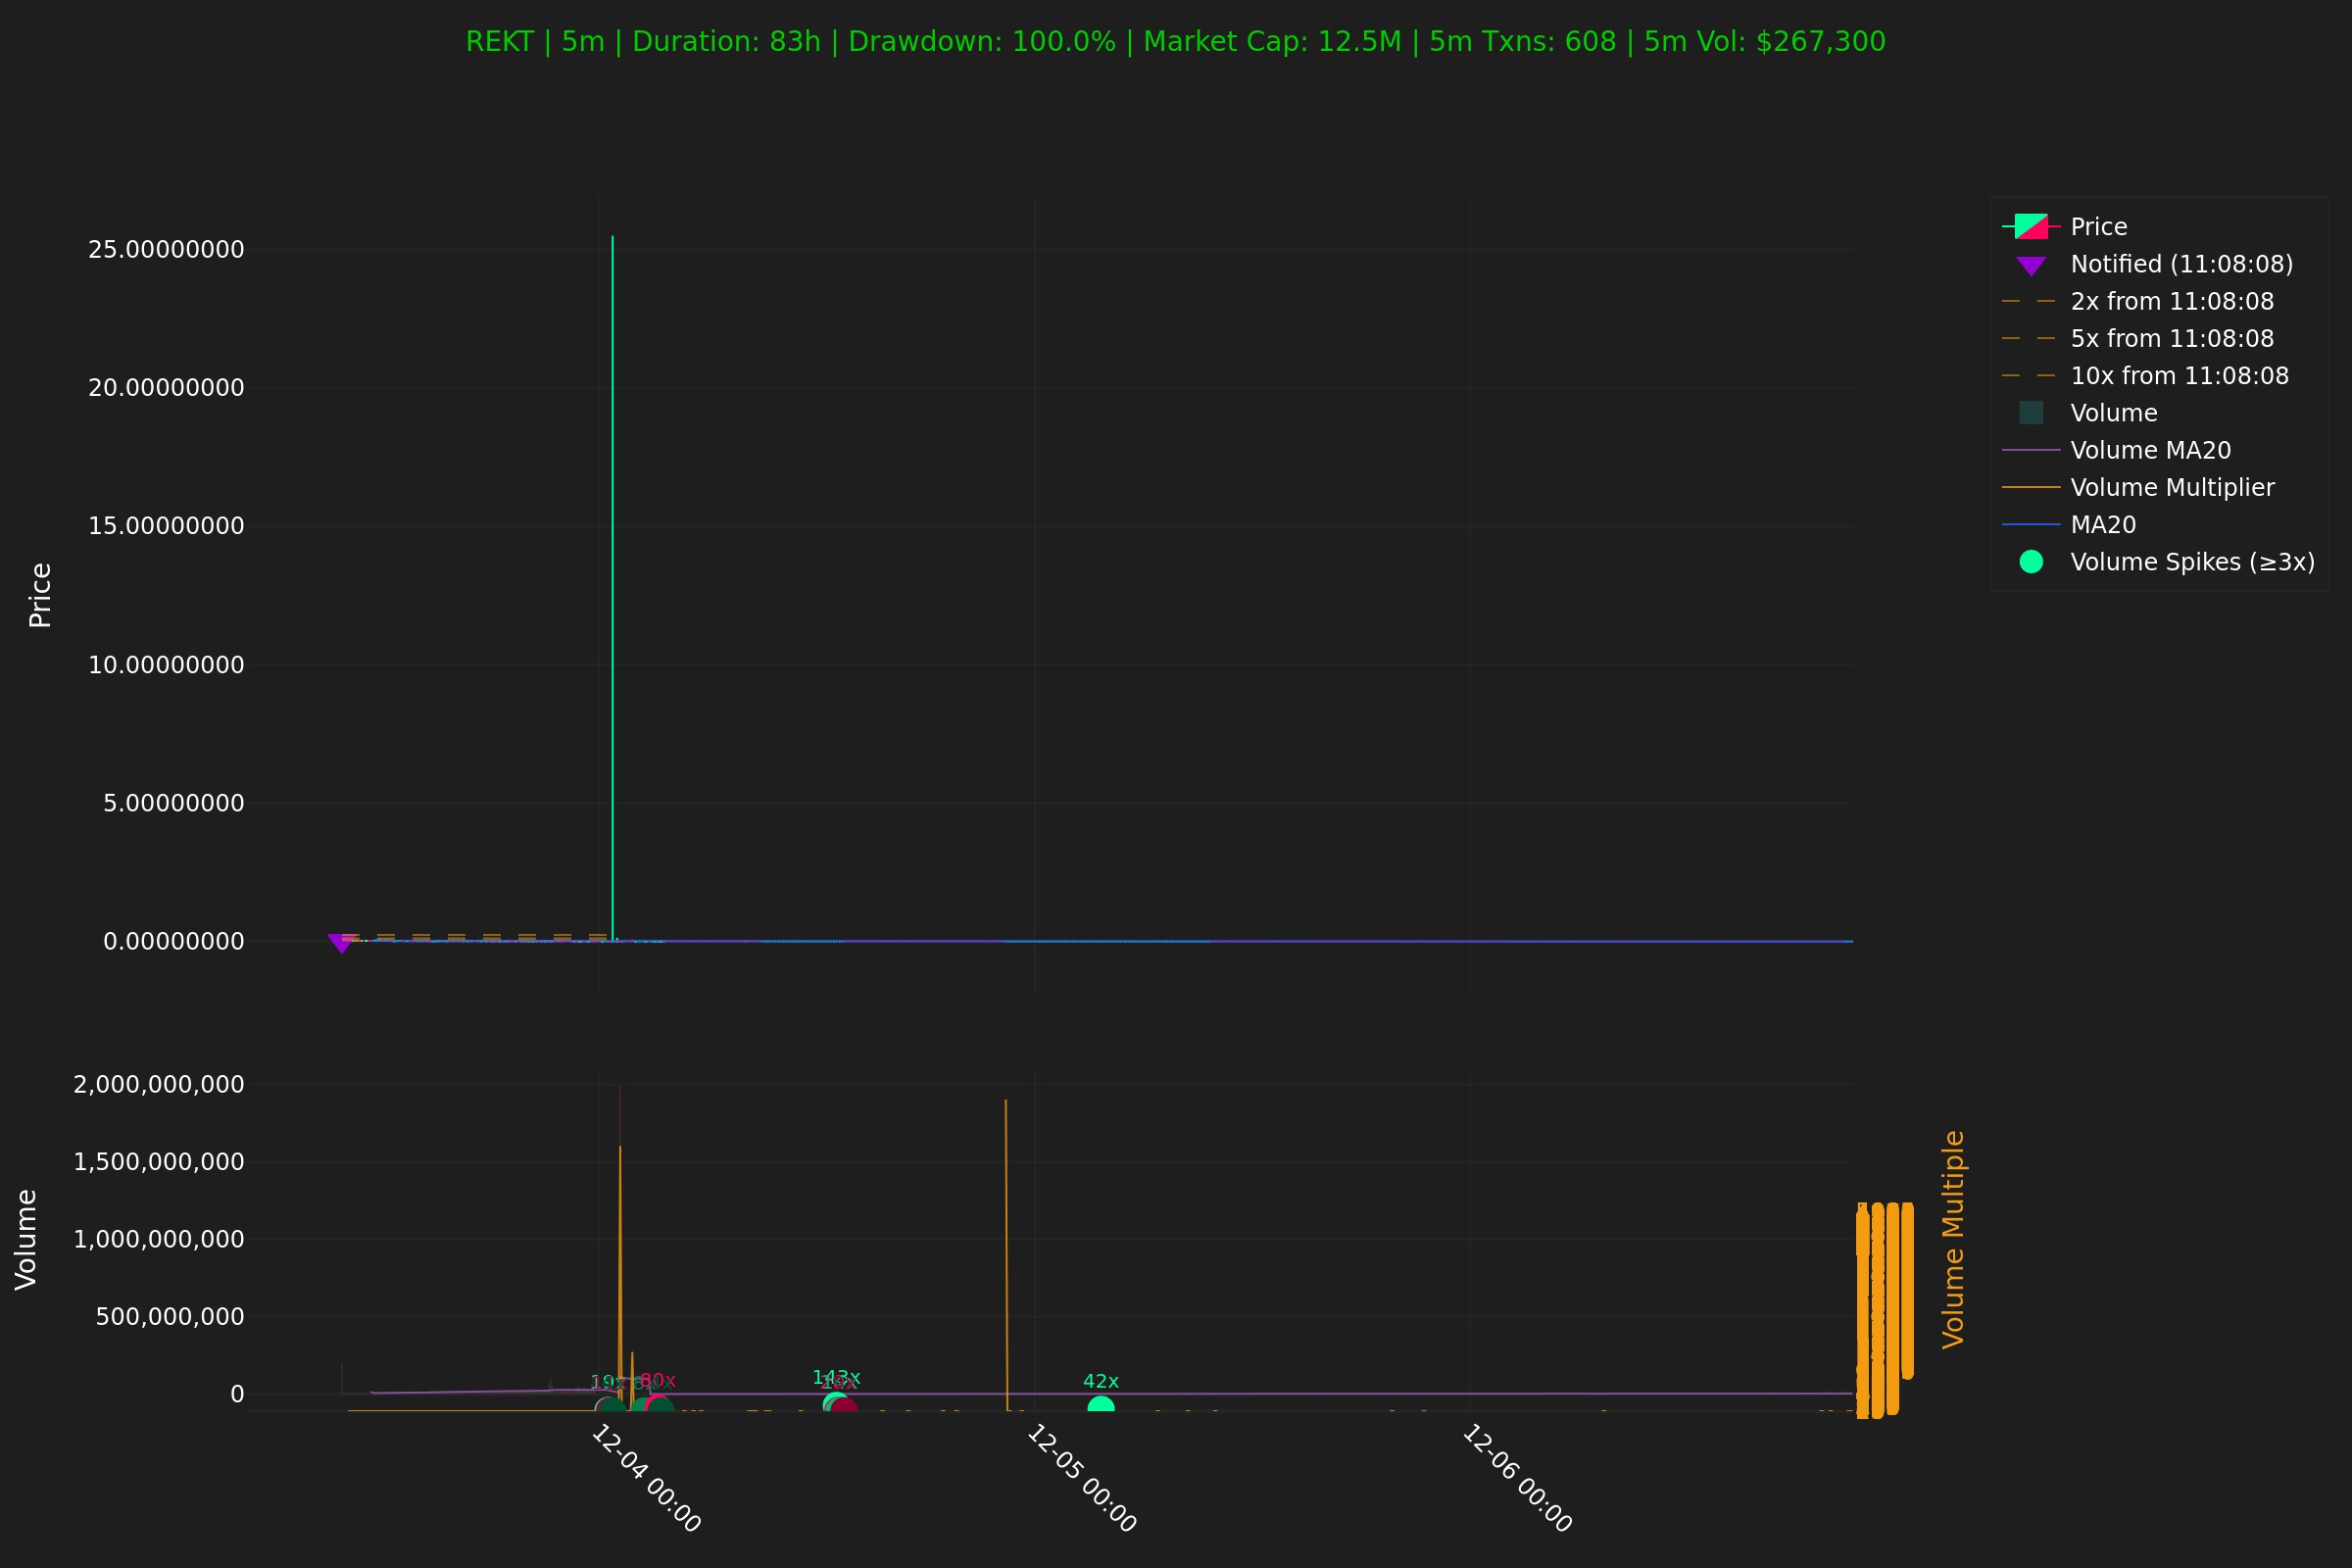 REKT | 5m | Duration: 83h | Drawdown: 100.0% | Market Cap: 12.5M | 5m Txns: 608 | 5m Vol: $267,300
25.00000000
20.00000000
15.00000000
10.00000000
5.00000000
0.00000000
Price
Price
Notified (11:08:08)
2x from 11:08:08
5x from 11:08:08
10x from 11:08:08
Volume
Volume MA20
Volume Multiplier
MA20
Volume Spikes (≥3x)
2,000,000,000
1,500,000,000
1,000,000,000
500,000,000
0
Volume
80x
143x
42x
Volume Multiple
12-04 00:00
12-05 00:00
12-06 00:00